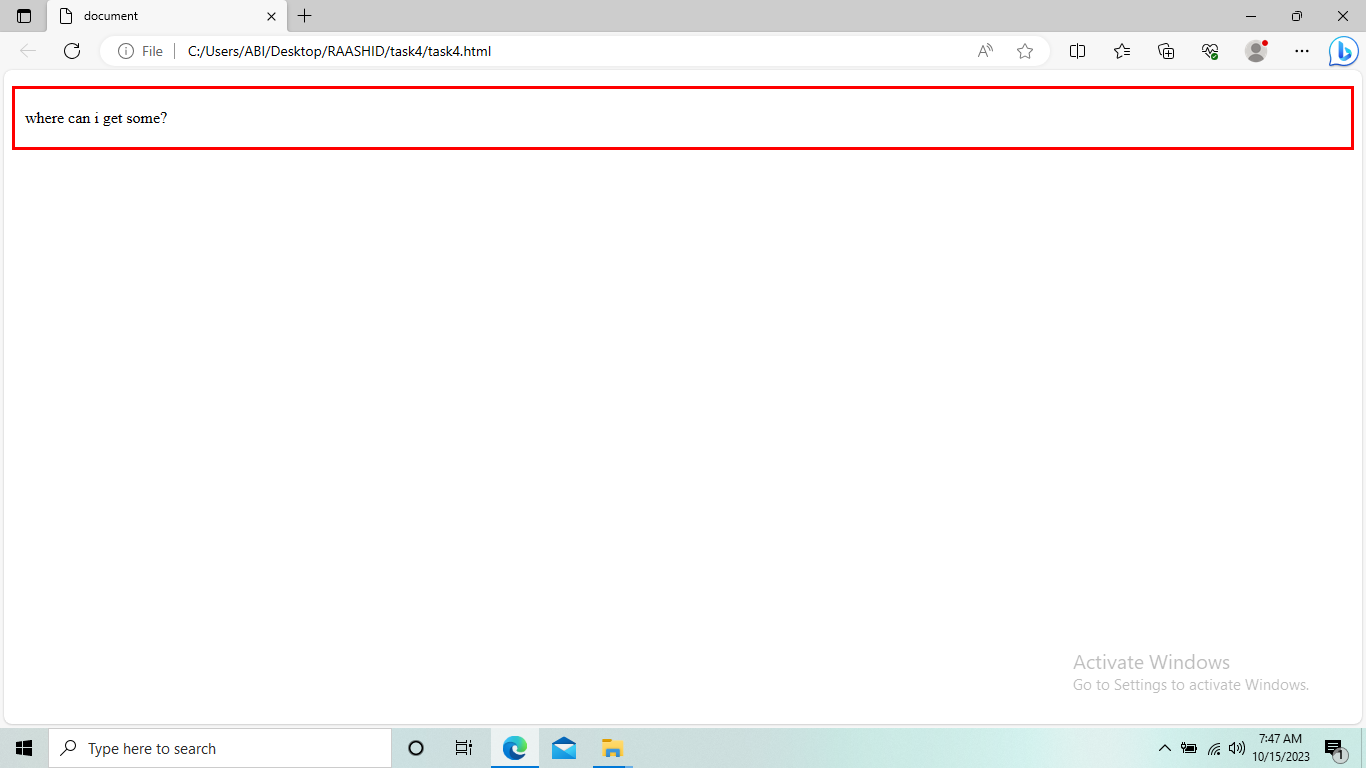 document
File
C:/Users/ABI/Desktop/RAASHID/task4/task4.html
where can i get some?
Activate Windows
Go to Settings to activate Windows.
Type here to search
7:47 AM
10/15/2023
1